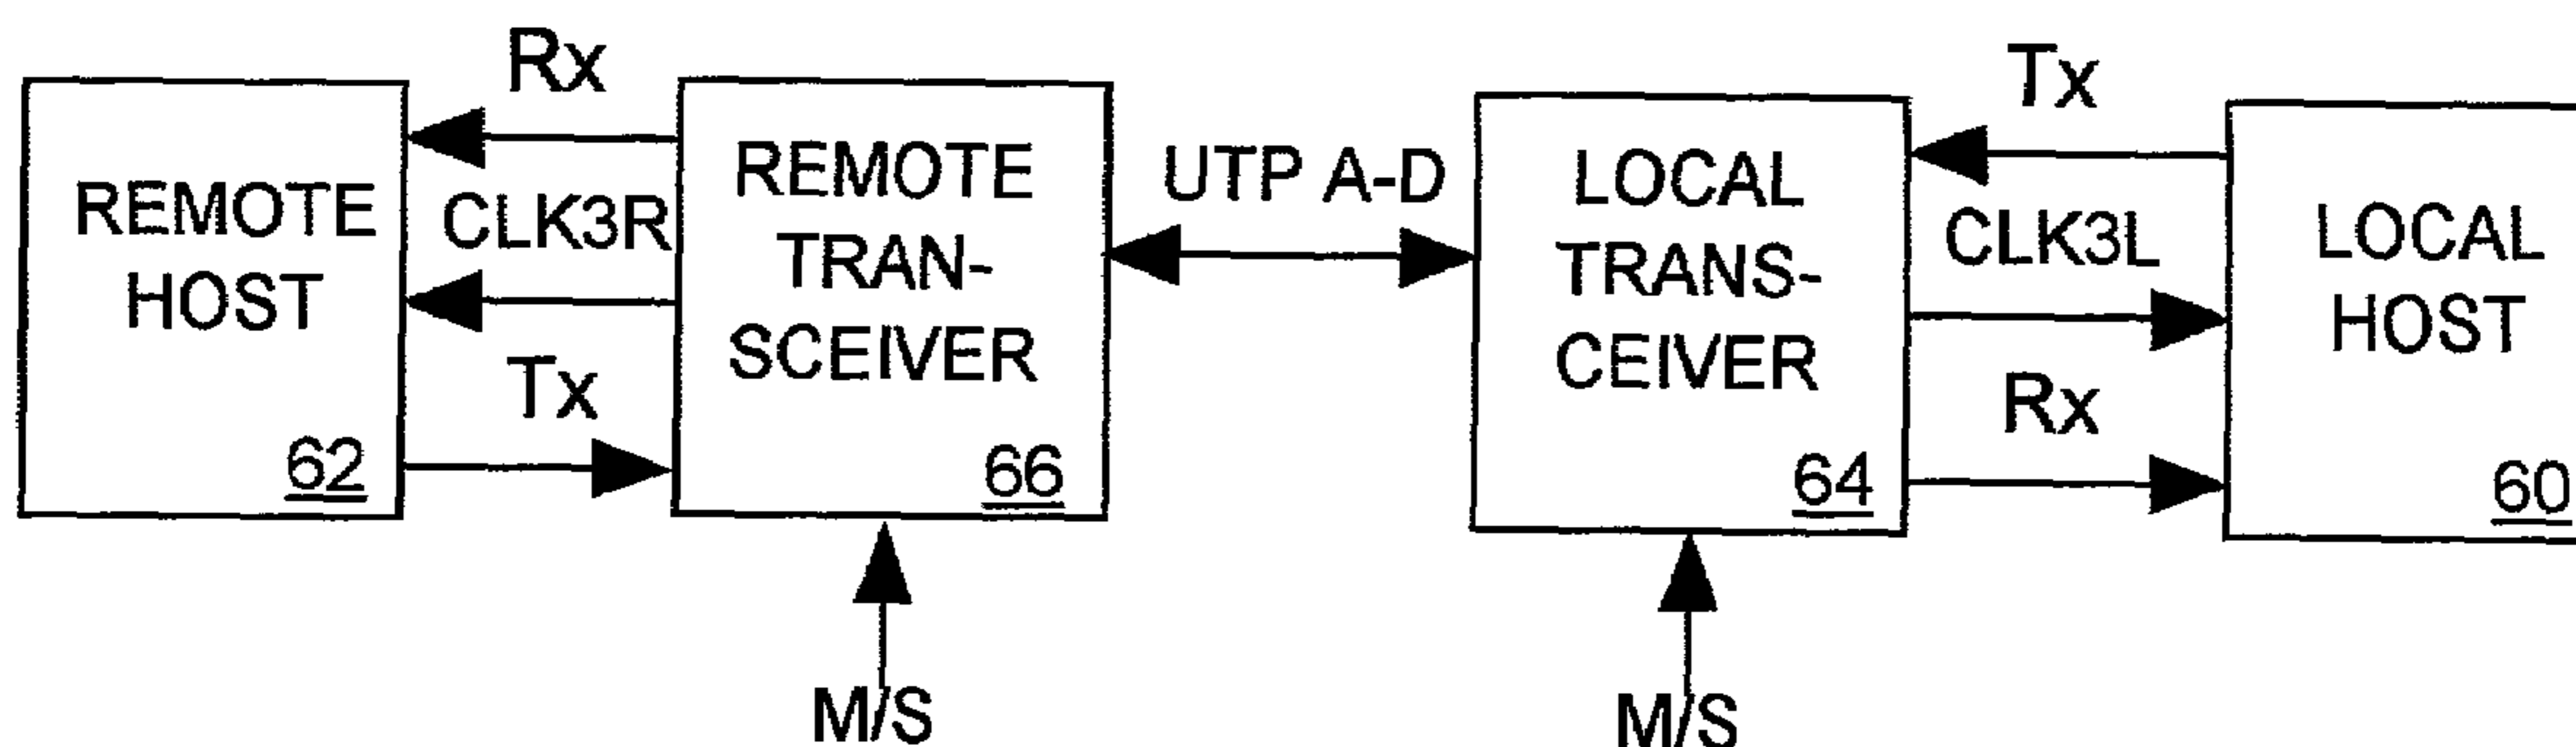 Rx
Tx
REMOTE
HOST
62
CLK3R
Tx
REMOTE
TRAN-
SCEIVER
66
UTP A-D
LOCAL
TRANS-
CEIVER
64
CLK3L
Rx
LOCAL
HOST
60
M/S
M/S